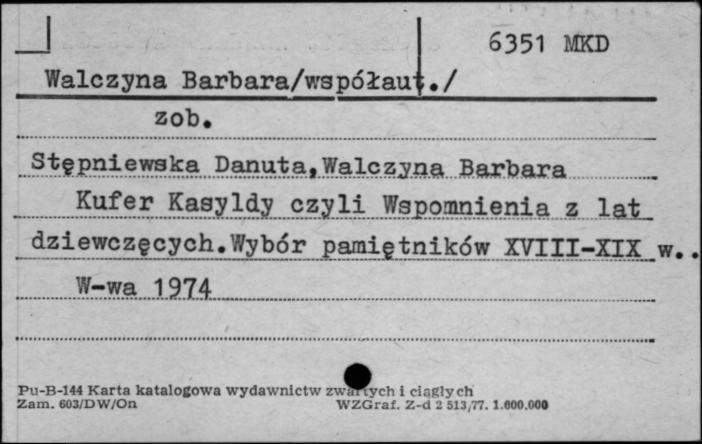 6351 MKD
Walczyna Barbara/współaut./
zob.
Stępniewska Danuta,Walczyna Barbara
Kufer Kasyldy czyli Wspomnienia z lat
dziewczęcych.Wybór pamiętników XVIII-XIX w..
W-wa 1974
Pu-B-144 Karta katalogowa wydawnictw zwartych i ciągłych
Zam. 603/DW/On WZGraf. Z-d 2 513/77. 1.600.000